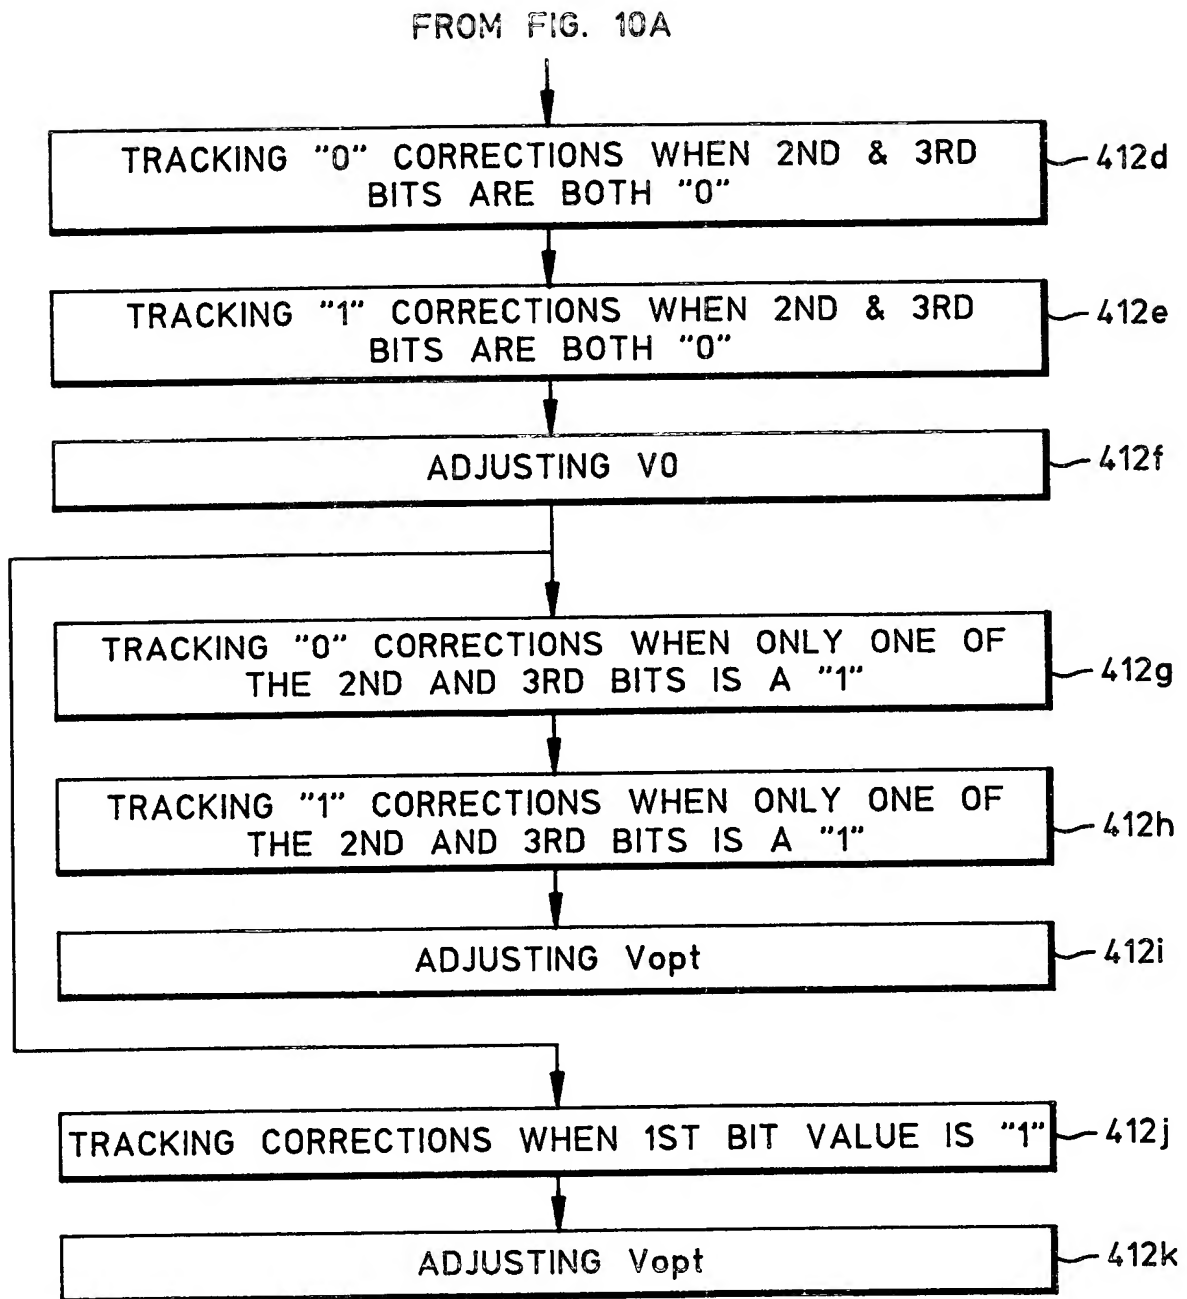 FROM FIG. 10A
TRACKING "0" CORRECTIONS WHEN 2ND & 3RD
BITS ARE BOTH "0"
412d
TRACKING "1" CORRECTIONS WHEN 2ND & 3RD
BITS ARE BOTH "0"
412e
ADJUSTING V0
412f
TRACKING "0" CORRECTIONS WHEN ONLY ONE OF
THE 2ND AND 3RD BITS IS A "1"
412g
TRACKING "1" CORRECTIONS WHEN ONLY ONE OF
THE 2ND AND 3RD BITS IS A "1"
412h
ADJUSTING Vopt
412i
TRACKING CORRECTIONS WHEN 1ST BIT VALUE IS "1"
412j
ADJUSTING Vopt
412k